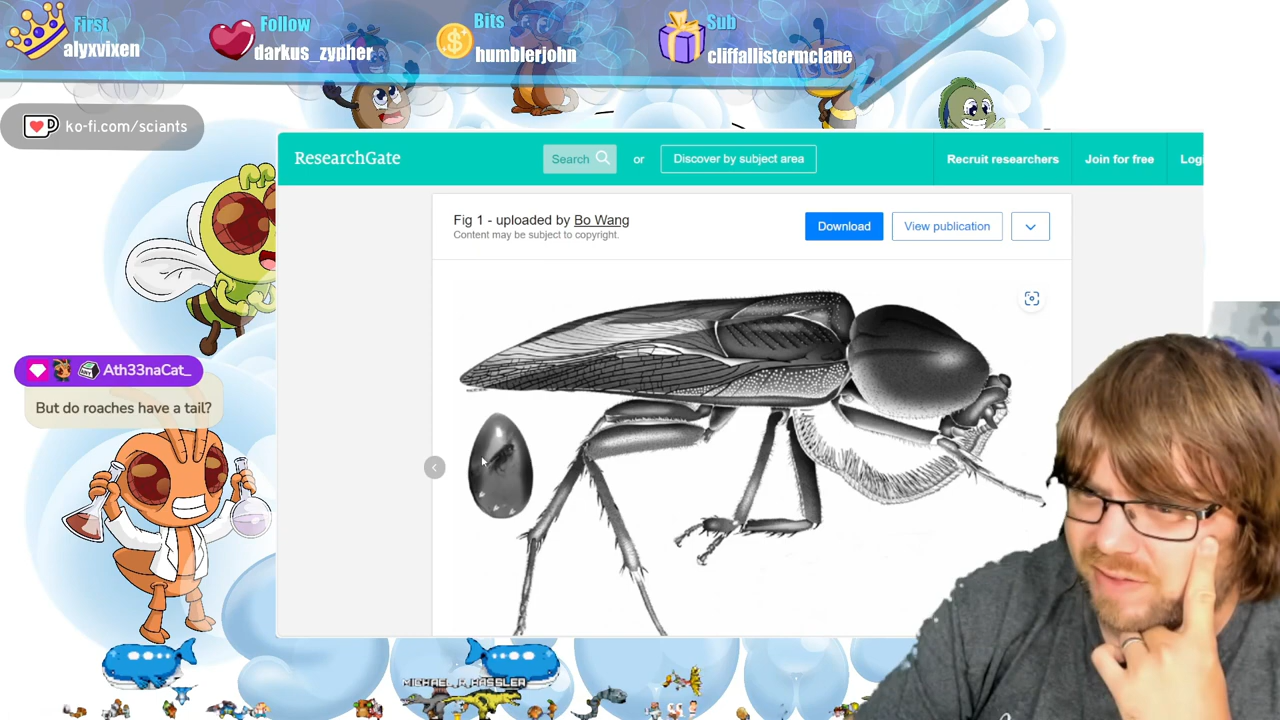 First
alyxvixen
Follow
darkus_zypher
Bits
humblerjohn
Sub
cliffallistermclane
ko-fi.com/sciants
ResearchGate
Search
or
Discover by subject area
Recruit researchers
Join for free
Log
Fig 1 - uploaded by Bo Wang
Content may be subject to copyright.
Download
View publication
Ath33naCat_
But do roaches have a tail?
MICHAEL_P_HASSLER